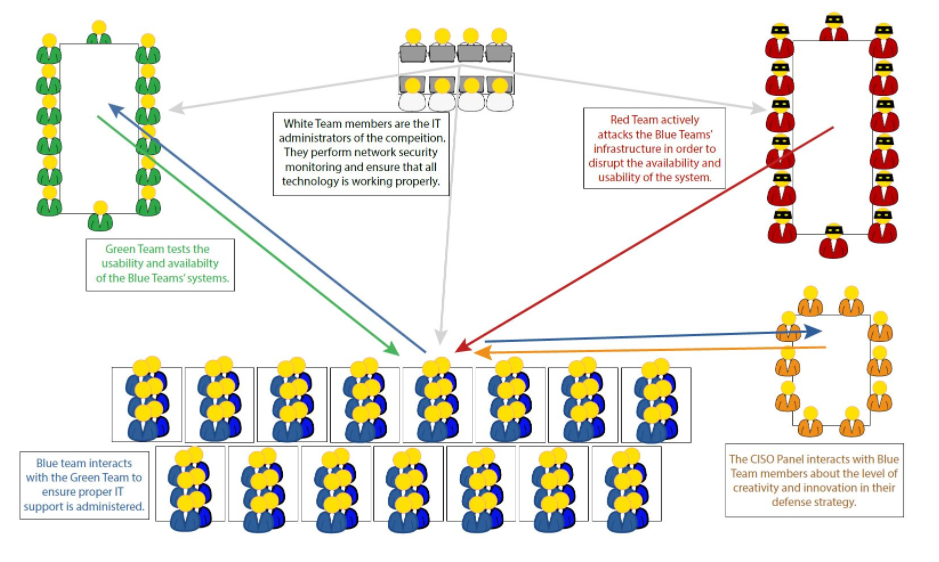 White Team members are the IT
administrators of the compeition.
They perform network security
monitoring and ensure that all
technology is working properly.
Red Team actively
attacks the Blue Teams'
infrastructure in order to
disrupt the availability and
usability of the system.
Green Team tests the
usability and availabilty
of the Blue Teams' systems.
Blue team interacts
with the Green Team to
ensure proper IT
support is administered.
The CISO Panel interacts with Blue
Team members about the level of
creativity and innovation in their
defense strategy.